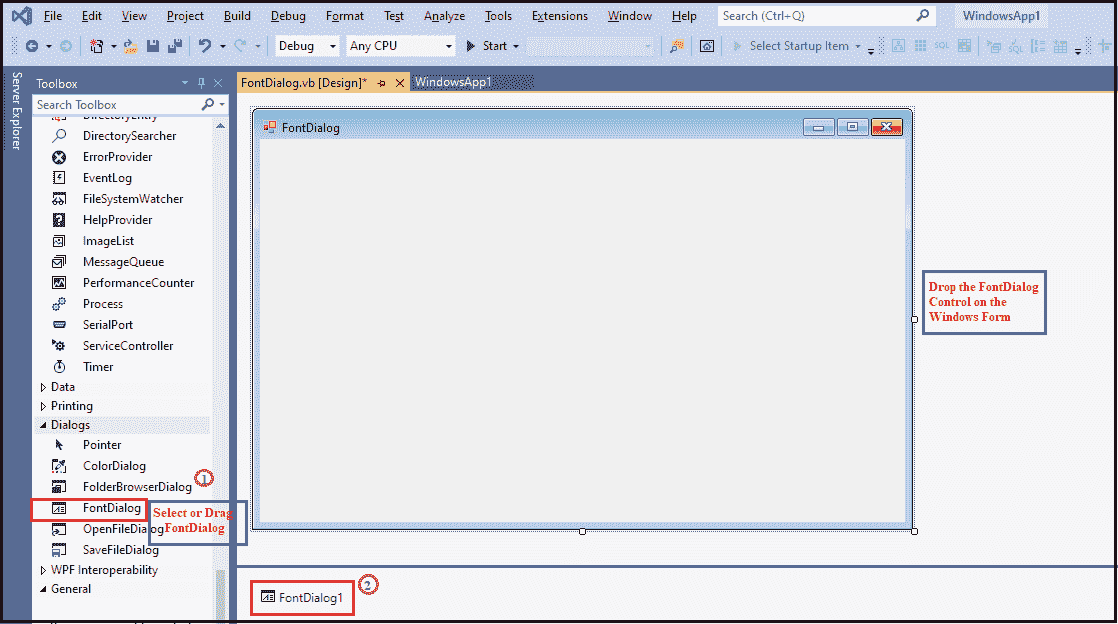 File Edit View Project Build Debug Format Test Analyze Tools Extensions Window Help Search (Ctrl+Q) WindowsApp1
Debug Any CPU Start Select Startup Item
Server Explorer
Toolbox
Search Toolbox
DirectoryEntry
DirectorySearcher
ErrorProvider
EventLog
FileSystemWatcher
HelpProvider
ImageList
MessageQueue
PerformanceCounter
Process
SerialPort
ServiceController
Timer
Data
Printing
Dialogs
Pointer
ColorDialog
FolderBrowserDialog
1
FontDialog
Select or Drag
FontDialog
OpenFileDialog
SaveFileDialog
WPF Interoperability
General
FontDialog.vb [Design]* WindowsApp1
FontDialog
Drop the FontDialog
Control on the
Windows Form
FontDialog1
2